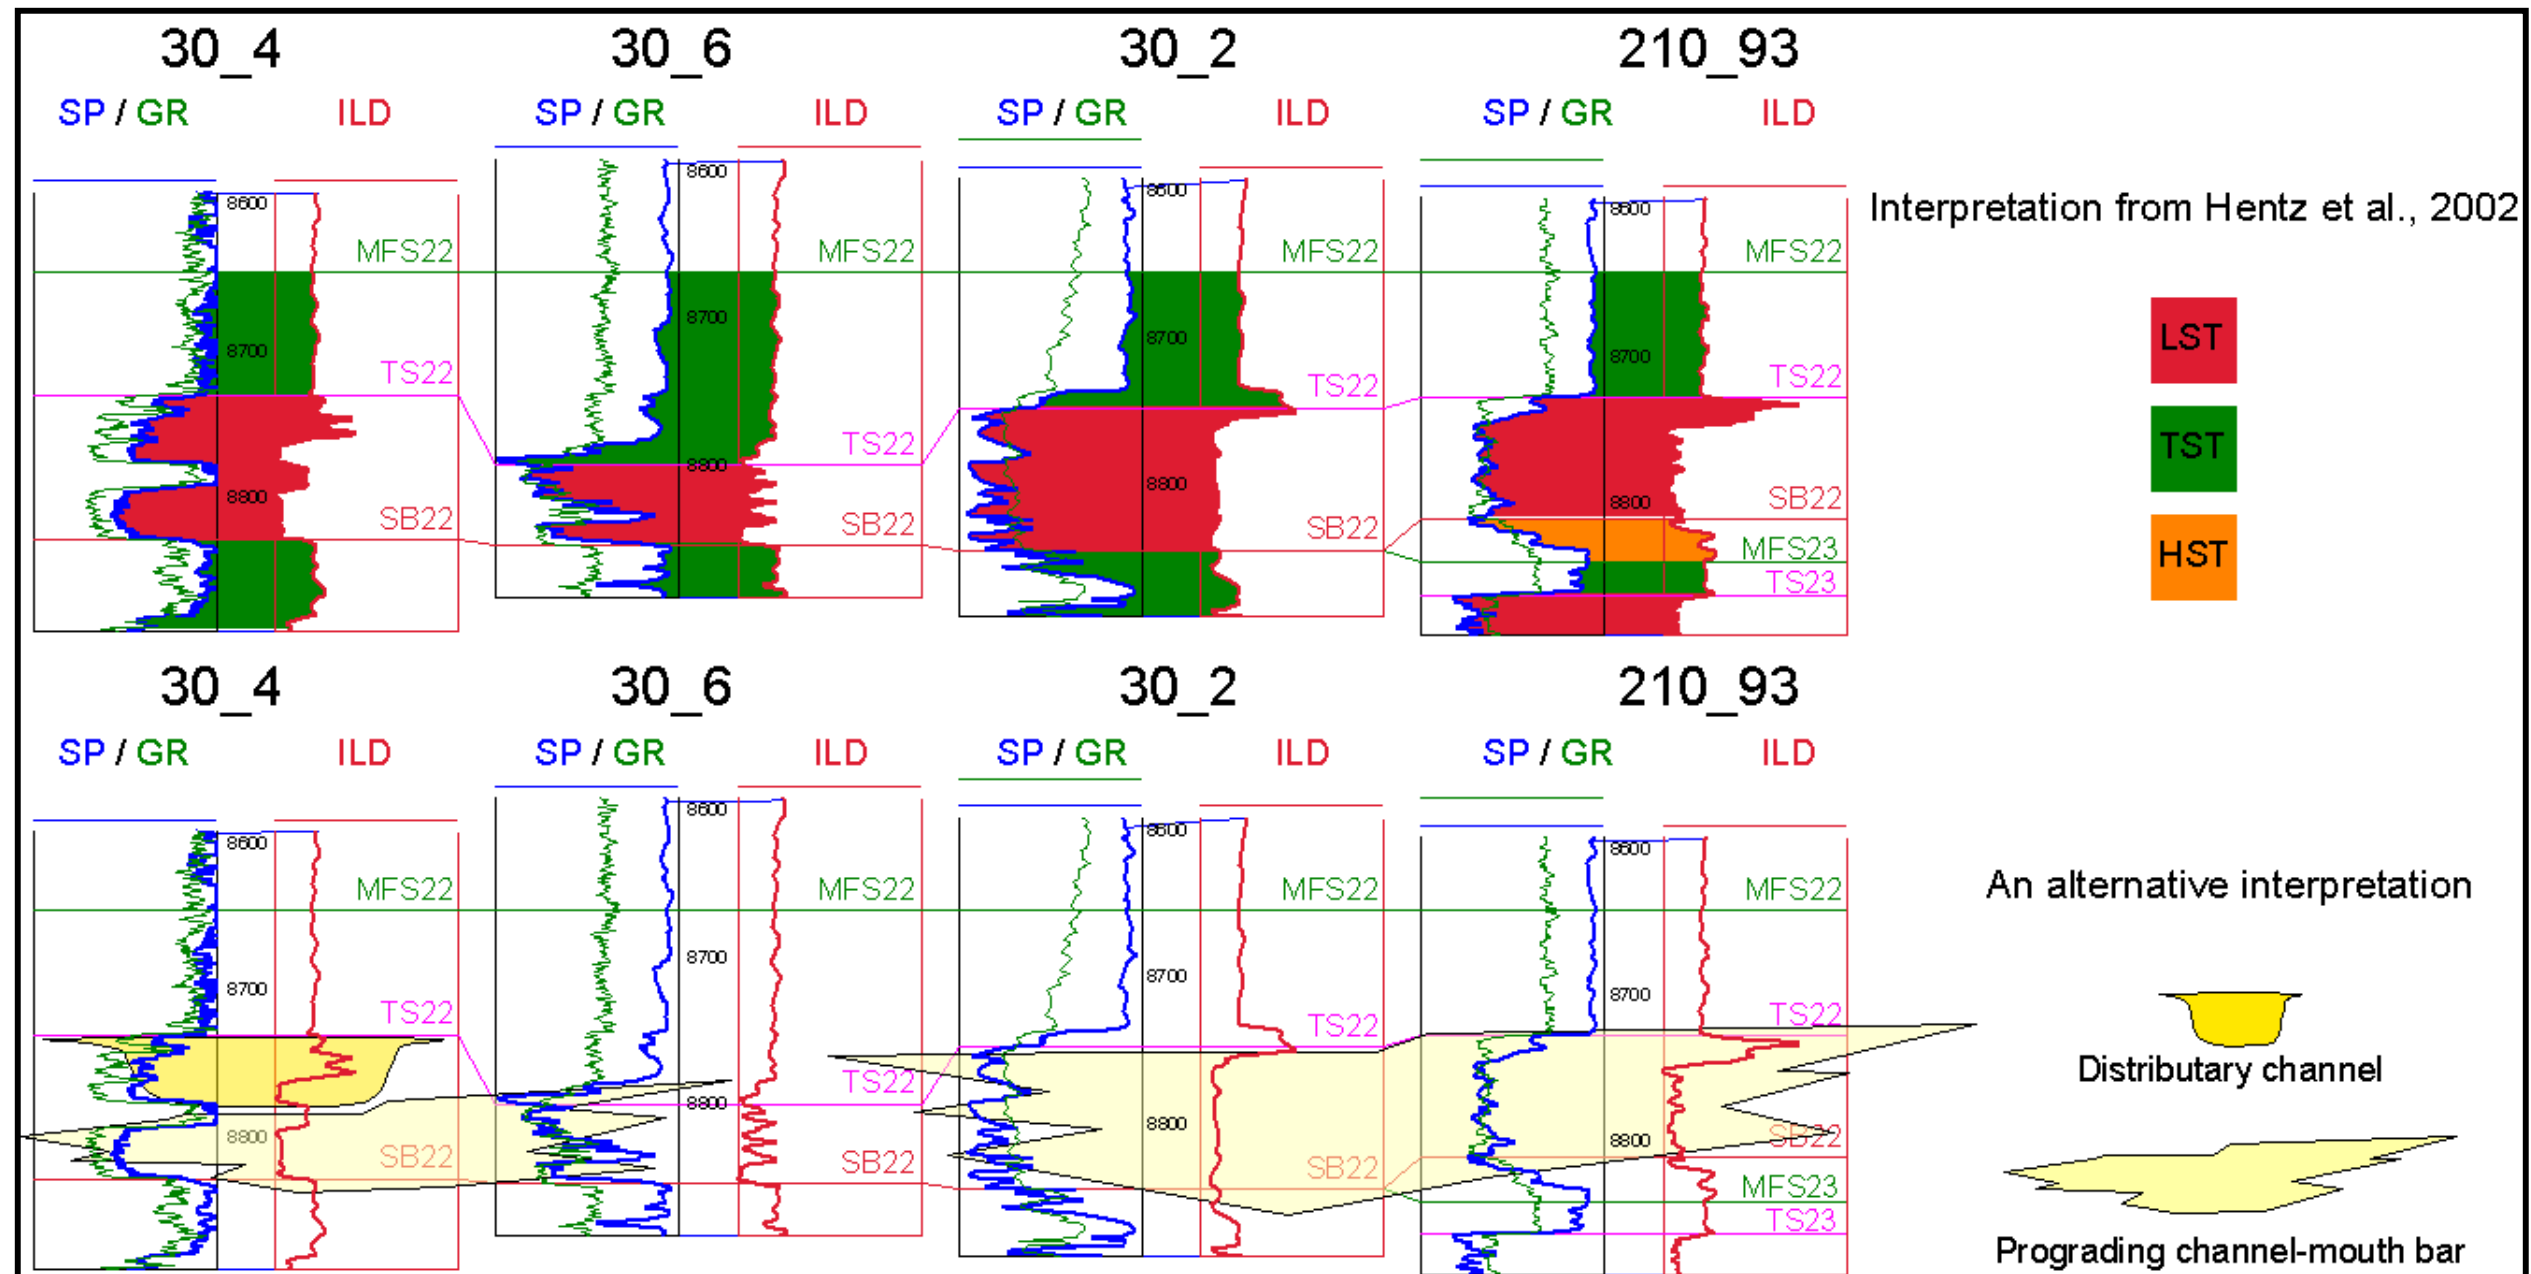 30_4 30_6 30_2 210_93
SP / GR ILD SP / GR ILD SP / GR ILD SP / GR ILD
8600 8600 8600 8600
Interpretation from Hentz et al., 2002
MFS22 MFS22 MFS22 MFS22
8700 8700 8700 8700
LST
TS22 TS22 TS22 TS22
TST
8800 8800 8800 8800
SB22 SB22 SB22 SB22
MFS23
HST
TS23
30_4 30_6 30_2 210_93
SP / GR ILD SP / GR ILD SP / GR ILD SP / GR ILD
8600 8600 8600 8600
MFS22 MFS22 MFS22 MFS22
An alternative interpretation
8700 8700 8700 8700
TS22 TS22 TS22 TS22
Distributary channel
8800 8800 8800 8800
SB22 SB22 SB22 SB22
MFS23
TS23
Prograding channel-mouth bar